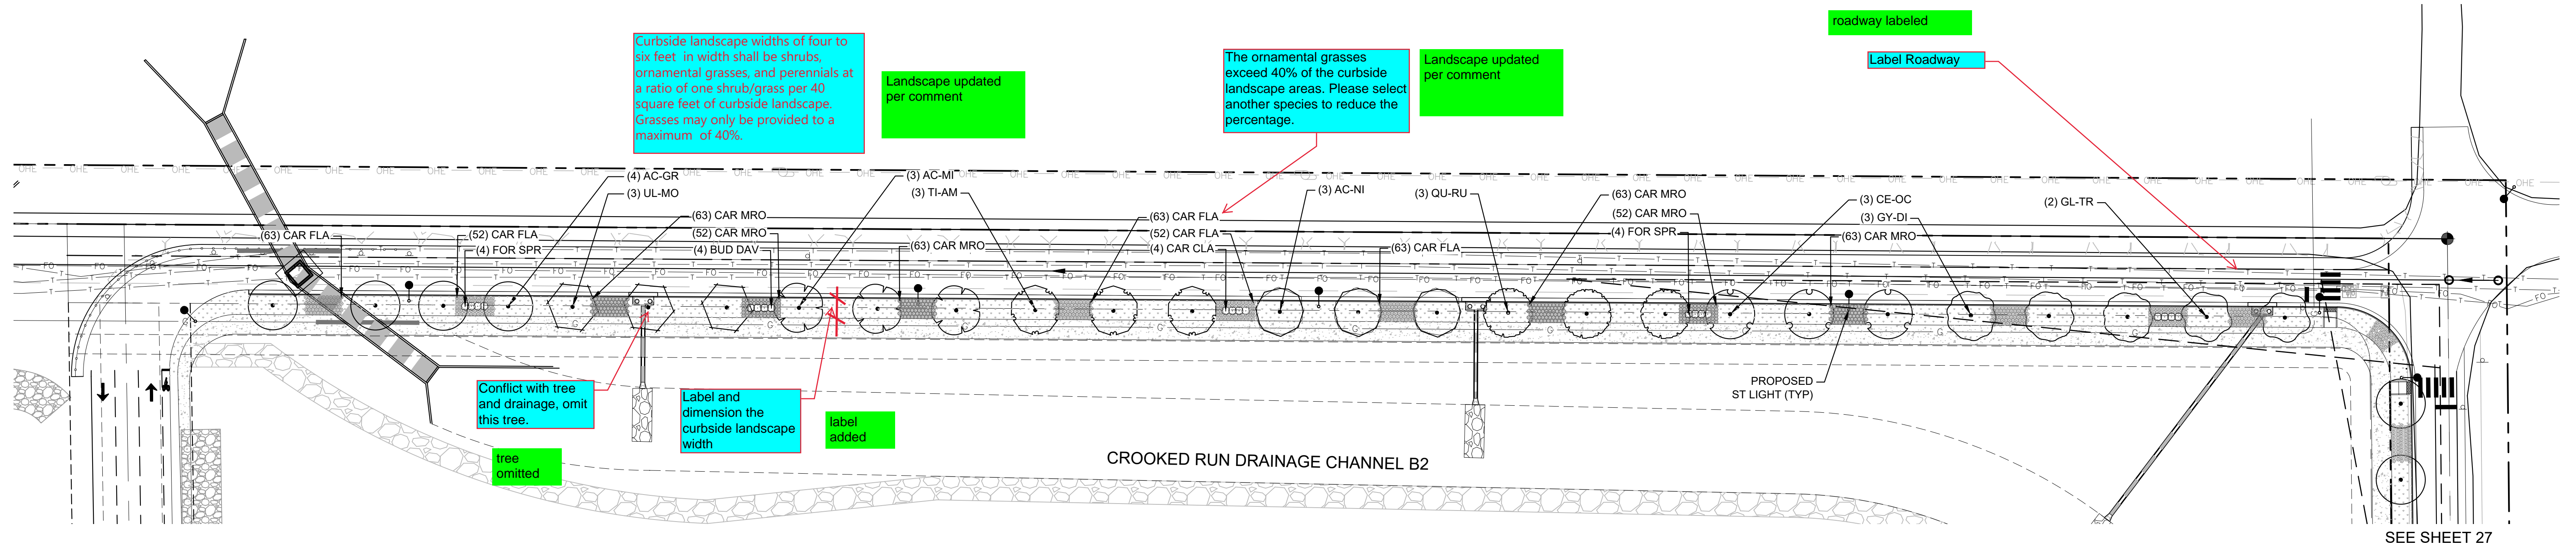 roadway labeled
Label Roadway
Curbside landscape widths of four to
six feet in width shall be shrubs,
ornamental grasses, and perennials at
a ratio of one shrub/grass per 40
square feet of curbside landscape.
Grasses may only be provided to a
maximum of 40%.
Landscape updated
per comment
The ornamental grasses
exceed 40% of the curbside
landscape areas. Please select
another species to reduce the
percentage.
Landscape updated
per comment
(4) AC-GR
(3) UL-MO
(63) CAR MRO
(52) CAR MRO
(4) BUD DAV
(63) CAR FLA
(52) CAR FLA
(4) FOR SPR
(3) AC-MI
(3) TI-AM
(63) CAR MRO
(63) CAR FLA
(52) CAR FLA
(4) CAR CLA
(3) AC-NI
(63) CAR FLA
(3) QU-RU
(63) CAR MRO
(52) CAR MRO
(4) FOR SPR
(3) CE-OC
(3) GY-DI
(63) CAR MRO
(2) GL-TR
Conflict with tree
and drainage, omit
this tree.
tree
omitted
Label and
dimension the
curbside landscape
width
label
added
PROPOSED
ST LIGHT (TYP)
CROOKED RUN DRAINAGE CHANNEL B2
SEE SHEET 27